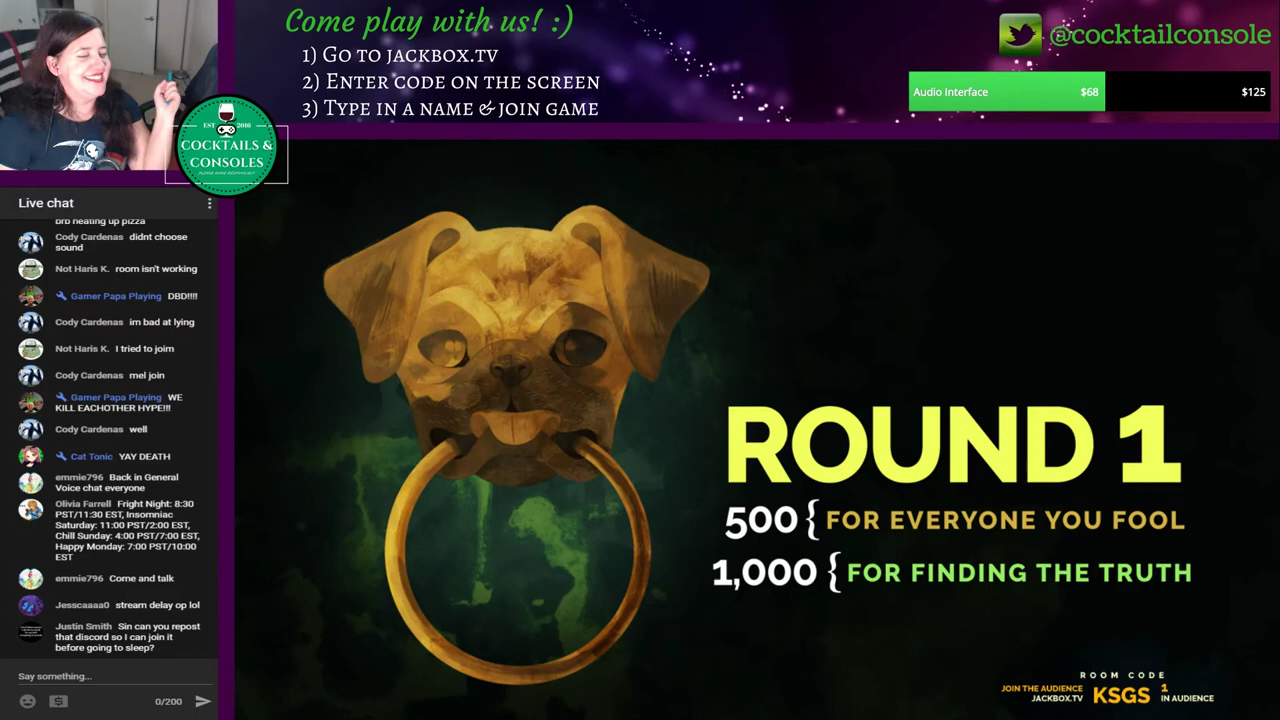 Come play with us! :)
1) Go to jackbox.tv
2) Enter code on the screen
3) Type in a name & join game
@cocktailconsole
Audio Interface $68 $125
EST 2010
COCKTAILS &
CONSOLES
PLEASE GAME RESPONSIBLY
Live chat
brb heating up pizza
Cody Cardenas didnt choose
sound
Not Haris K. room isn't working
Gamer Papa Playing DBD!!!!
Cody Cardenas im bad at lying
Not Haris K. I tried to joim
Cody Cardenas mel join
Gamer Papa Playing WE
KILL EACHOTHER HYPE!!!
Cody Cardenas well
Cat Tonic YAY DEATH
emmie796 Back in General
Voice chat everyone
Olivia Farrell Fright Night: 8:30
PST/11:30 EST, Insomniac
Saturday: 11:00 PST/2:00 EST,
Chill Sunday: 4:00 PST/7:00 EST,
Happy Monday: 7:00 PST/10:00
EST
emmie796 Come and talk
Jesscaaaa0 stream delay op lol
Justin Smith Sin can you repost
that discord so I can join it
before going to sleep?
Say something...
0/200
ROUND 1
500 { FOR EVERYONE YOU FOOL
1,000 { FOR FINDING THE TRUTH
ROOM CODE
JOIN THE AUDIENCE
JACKBOX.TV
KSGS
1
IN AUDIENCE